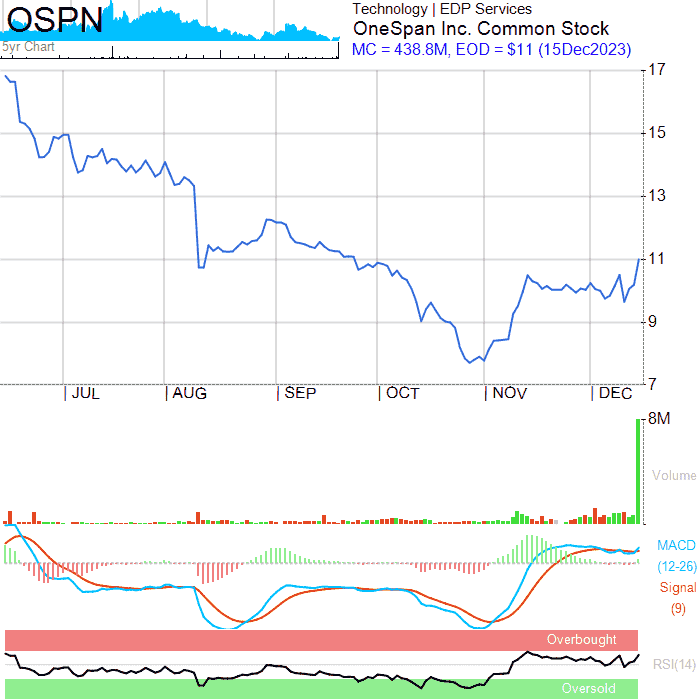 OSPN
5yr Chart
Technology | EDP Services
OneSpan Inc. Common Stock
MC = 438.8M, EOD = $11 (15Dec2023)
17
15
13
11
9
7
JUL AUG SEP OCT NOV DEC
8M
Volume
MACD
(12-26)
Signal
(9)
Overbought
RSI(14)
Oversold